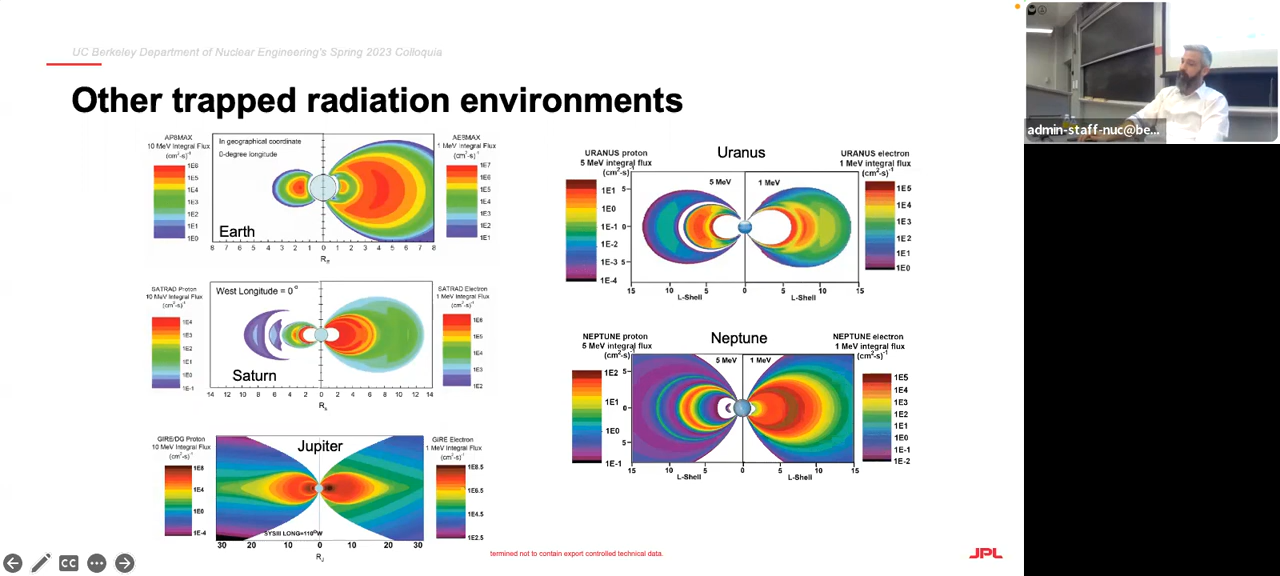 UC Berkeley Department of Nuclear Engineering's Spring 2023 Colloquia
Other trapped radiation environments
AP8MAX
10 MeV Integral Flux
(cm²-s)⁻¹
1E6
1E5
1E4
1E3
1E2
1E1
1E0
In geographical coordinate
0-degree longitude
Earth
8 7 6 5 4 3 2 1 0 1 2 3 4 5 6 7 8
AE8MAX
1 MeV Integral Flux
(cm²-s)⁻¹
1E7
1E6
1E5
1E4
1E3
1E2
1E1
SATRAD Proton
10 MeV Integral Flux
(cm²-s)⁻¹
1E4
1E3
1E2
1E1
1E0
1E-1
West Longitude = 0°
Saturn
14 12 10 8 6 4 2 0 2 4 6 8 10 12 14
SATRAD Electron
1 MeV Integral Flux
(cm²-s)⁻¹
1E6
1E5
1E4
1E3
1E2
GIRE/DG Proton
10 MeV Integral Flux
(cm²-s)⁻¹
1E8
1E4
1E0
1E-4
Jupiter
SYSIII LONG=110°W
30 20 10 0 10 20 30
RJ
GIRE Electron
1 MeV Integral Flux
(cm²-s)⁻¹
1E8.5
1E6.5
1E4.5
1E2.5
URANUS proton
5 MeV integral flux
(cm²-s)⁻¹
1E1
1E0
1E-1
1E-2
1E-3
1E-4
Uranus
5 MeV 1 MeV
5
0
5
15 10 5 0 5 10 15
L-Shell L-Shell
URANUS electron
1 MeV integral flux
(cm²-s)⁻¹
1E5
1E4
1E3
1E2
1E1
1E0
NEPTUNE proton
5 MeV integral flux
(cm²-s)⁻¹
1E2
1E1
1E0
1E-1
Neptune
5 MeV 1 MeV
5
0
5
15 10 5 0 5 10 15
L-Shell L-Shell
NEPTUNE electron
1 MeV integral flux
(cm²-s)⁻¹
1E5
1E4
1E3
1E2
1E1
1E0
1E-1
1E-2
termined not to contain export controlled technical data.
JPL
CC
admin-staff-nuc@be...